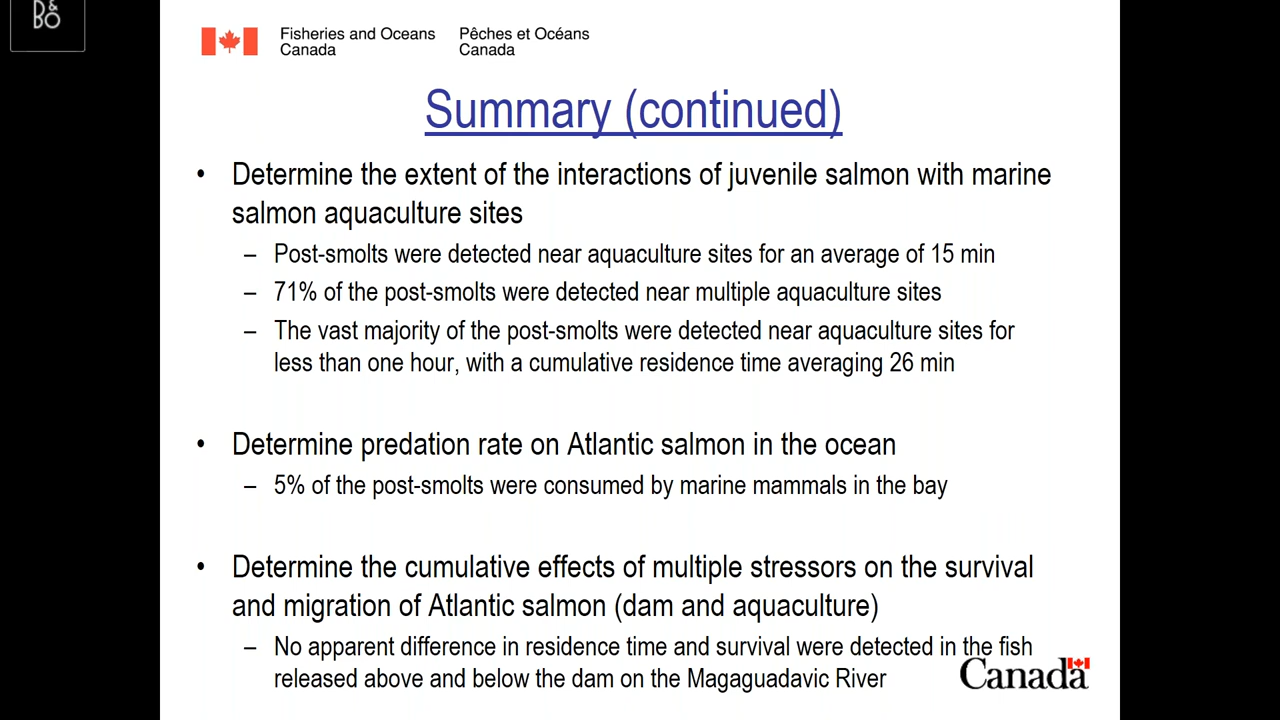 B&O
Fisheries and Oceans Pêches et Océans
Canada Canada
Summary (continued)
• Determine the extent of the interactions of juvenile salmon with marine
salmon aquaculture sites
– Post-smolts were detected near aquaculture sites for an average of 15 min
– 71% of the post-smolts were detected near multiple aquaculture sites
– The vast majority of the post-smolts were detected near aquaculture sites for
less than one hour, with a cumulative residence time averaging 26 min
• Determine predation rate on Atlantic salmon in the ocean
– 5% of the post-smolts were consumed by marine mammals in the bay
• Determine the cumulative effects of multiple stressors on the survival
and migration of Atlantic salmon (dam and aquaculture)
– No apparent difference in residence time and survival were detected in the fish
released above and below the dam on the Magaguadavic River
Canada